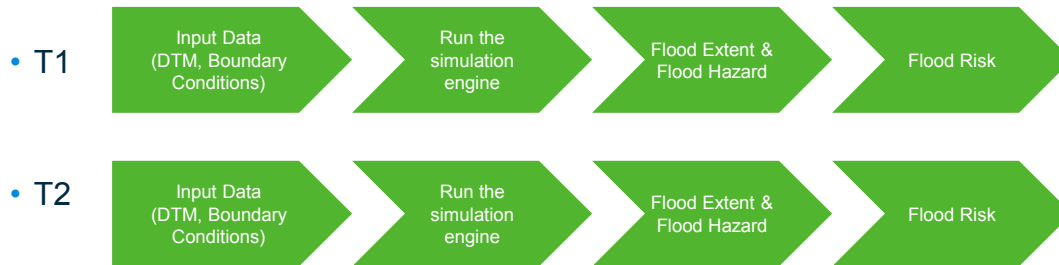 • T1
Input Data
(DTM, Boundary
Conditions)
Run the
simulation
engine
Flood Extent &
Flood Hazard
Flood Risk
• T2
Input Data
(DTM, Boundary
Conditions)
Run the
simulation
engine
Flood Extent &
Flood Hazard
Flood Risk